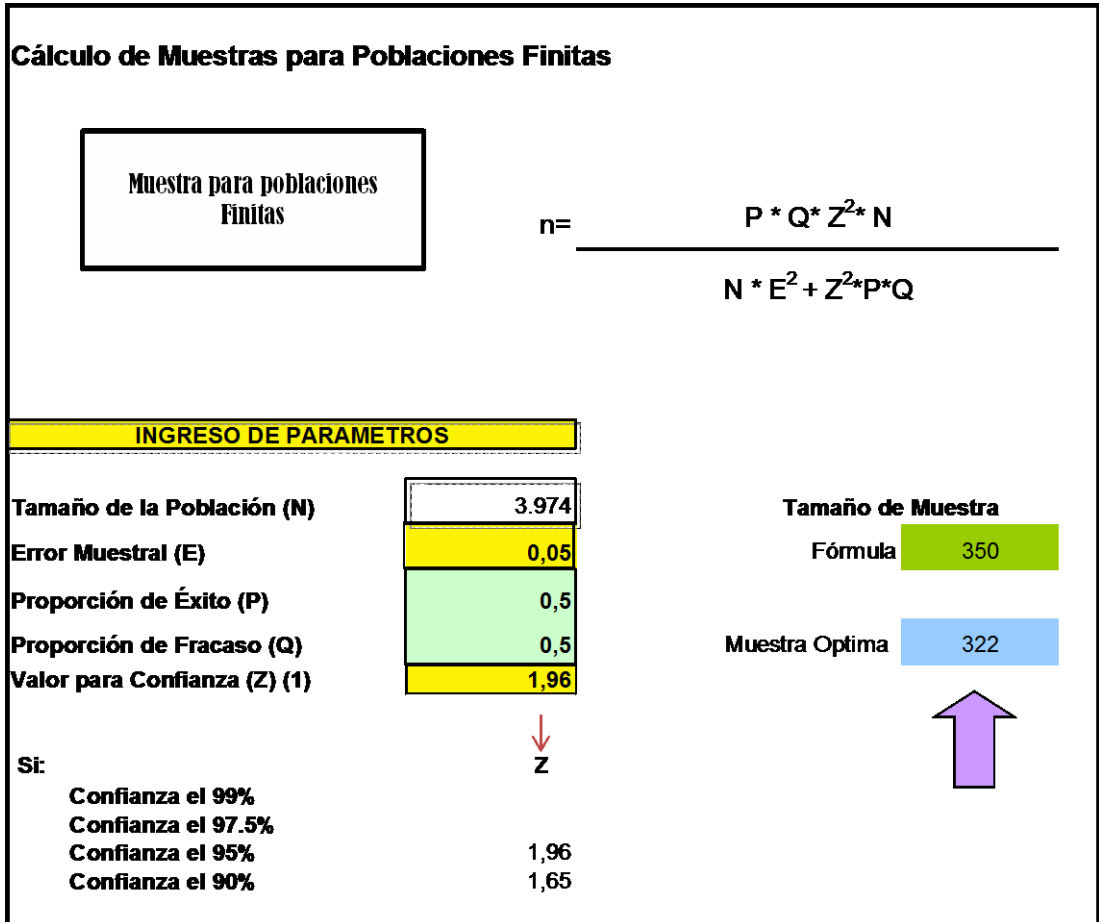 Cálculo de Muestras para Poblaciones Finitas
Muestra para poblaciones
Finitas
n=
P * Q* Z²* N
N * E² + Z²*P*Q
INGRESO DE PARAMETROS
Tamaño de la Población (N) 3.974
Tamaño de Muestra
Error Muestral (E) 0,05
Fórmula 350
Proporción de Éxito (P) 0,5
Proporción de Fracaso (Q) 0,5
Muestra Optima 322
Valor para Confianza (Z) (1) 1,96
Si: Z
Confianza el 99%
Confianza el 97.5%
Confianza el 95% 1,96
Confianza el 90% 1,65